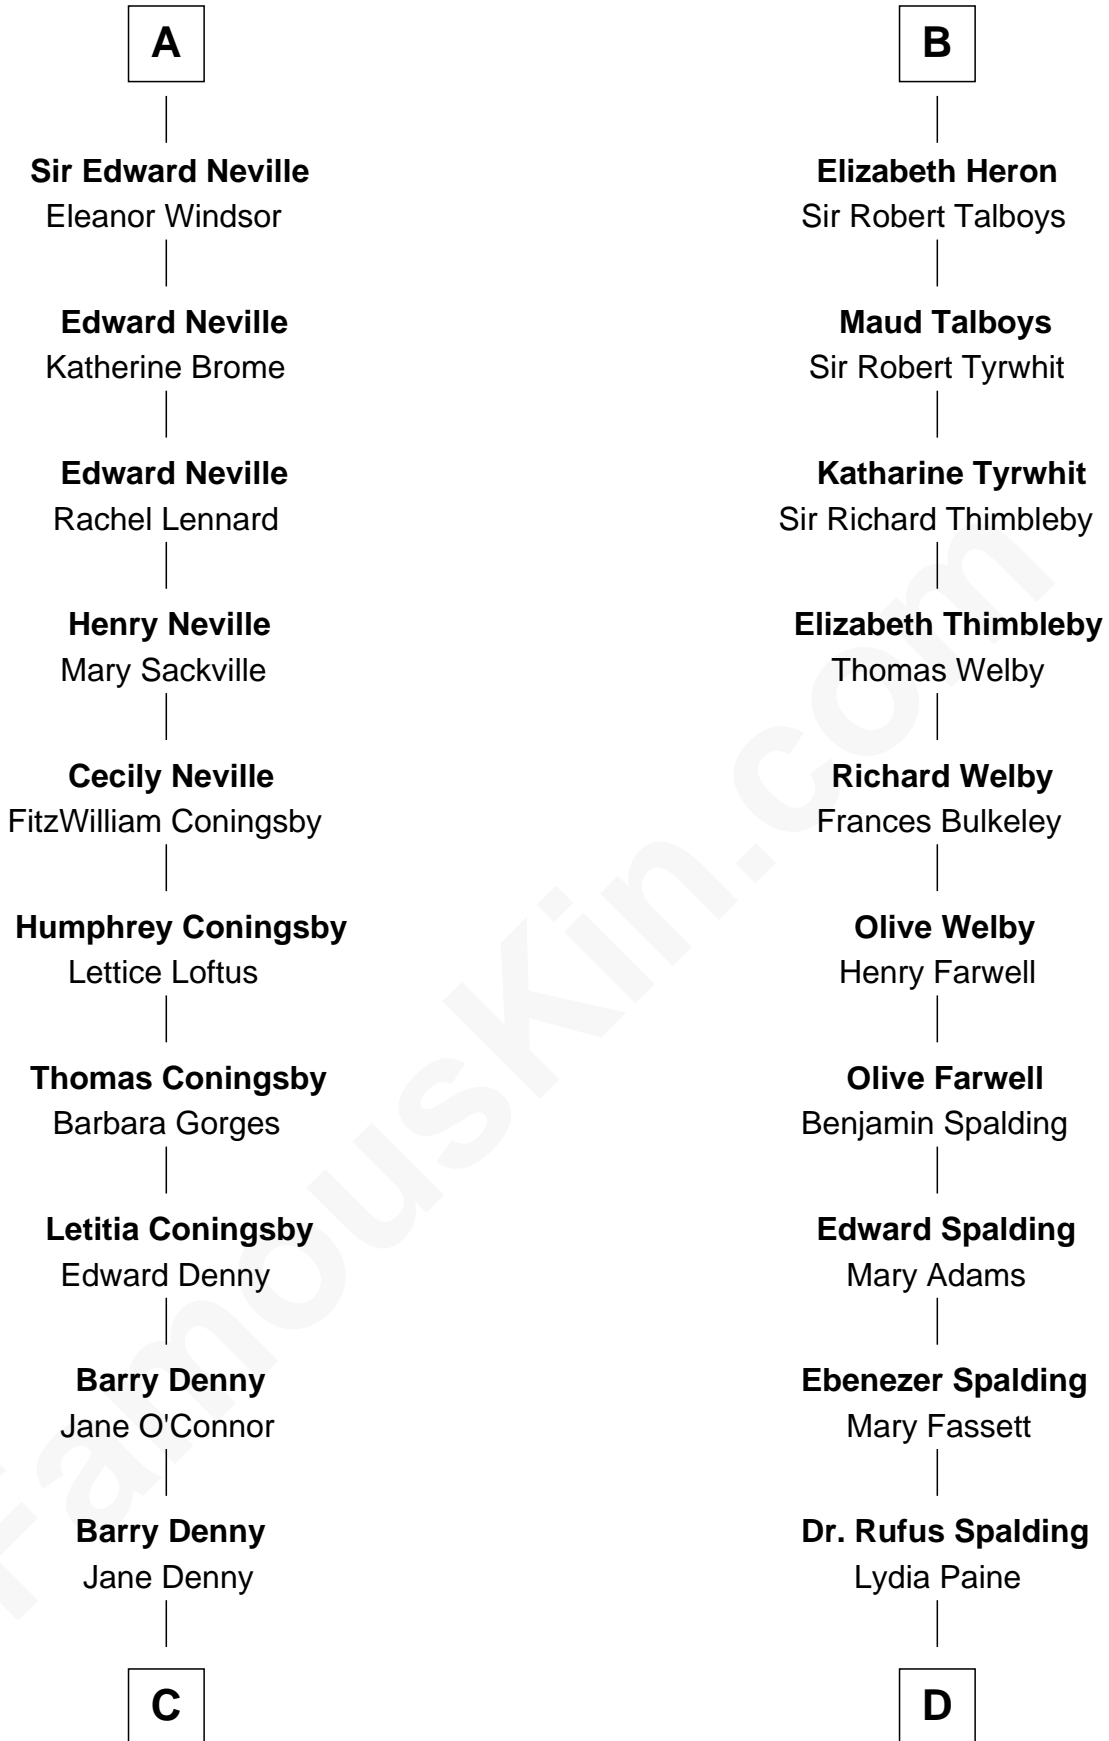 A
Sir Edward Neville
Eleanor Windsor
Edward Neville
Katherine Brome
Edward Neville
Rachel Lennard
Henry Neville
Mary Sackville
Cecily Neville
FitzWilliam Coningsby
Humphrey Coningsby
Lettice Loftus
Thomas Coningsby
Barbara Gorges
Letitia Coningsby
Edward Denny
Barry Denny
Jane O'Connor
Barry Denny
Jane Denny
C
B
Elizabeth Heron
Sir Robert Talboys
Maud Talboys
Sir Robert Tyrwhit
Katharine Tyrwhit
Sir Richard Thimbleby
Elizabeth Thimbleby
Thomas Welby
Richard Welby
Frances Bulkeley
Olive Welby
Henry Farwell
Olive Farwell
Benjamin Spalding
Edward Spalding
Mary Adams
Ebenezer Spalding
Mary Fassett
Dr. Rufus Spalding
Lydia Paine
D
FamousKin.com